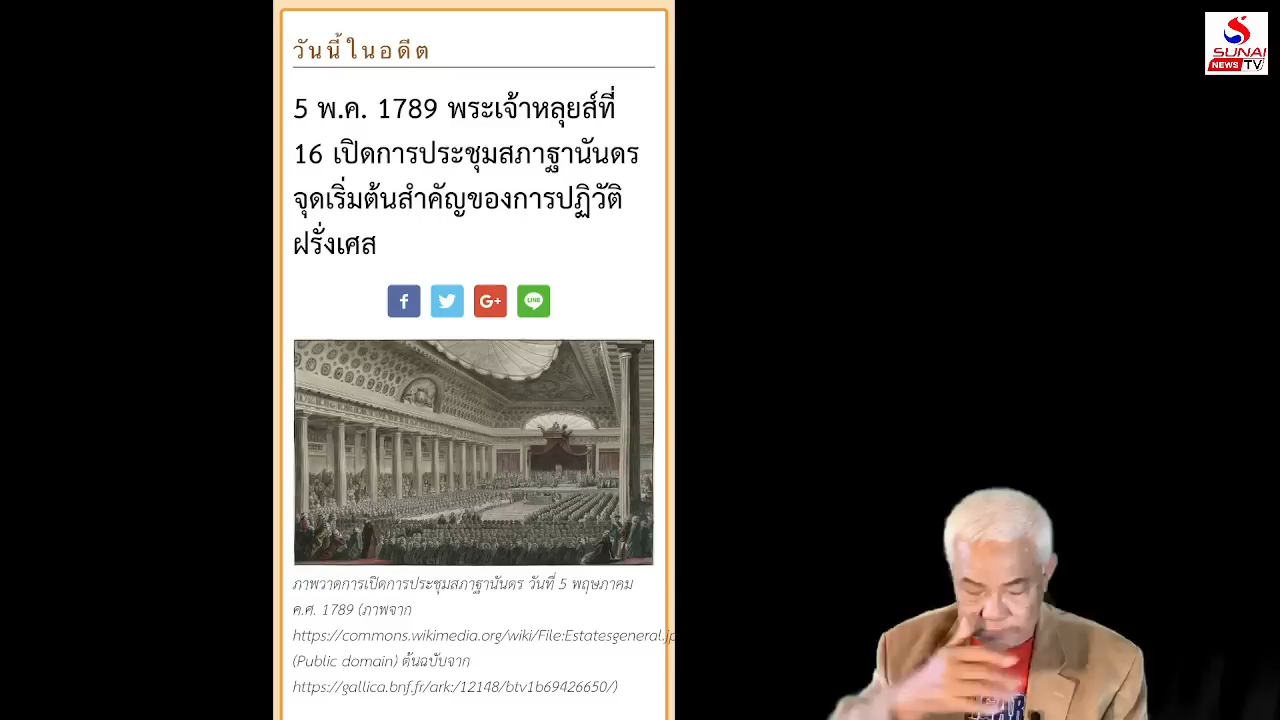 วันนี้ในอดีต
5 พ.ค. 1789 พระเจ้าหลุยส์ที่
16 เปิดการประชุมสภาฐานันดร
จุดเริ่มต้นสำคัญของการปฏิวัติ
ฝรั่งเศส
f
G+
LINE
ภาพวาดการเปิดการประชุมสภาฐานันดร วันที่ 5 พฤษภาคม
ค.ศ. 1789 (ภาพจาก
https://commons.wikimedia.org/wiki/File:Estatesgeneral.jp
(Public domain) ต้นฉบับจาก
https://gallica.bnf.fr/ark:/12148/btv1b69426650/)
SUNAI
NEWS TV